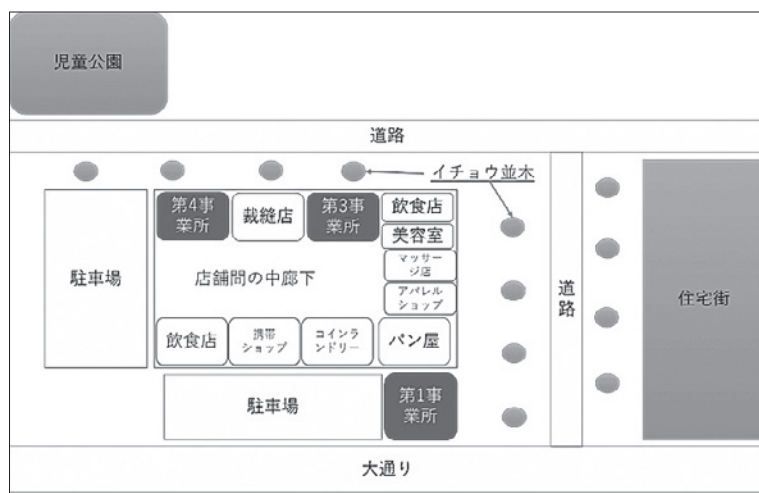 児童公園
道路
イチョウ並木
第4事
業所
裁縫店
第3事
業所
飲食店
美容室
マッサー
ジ店
アパレル
ショップ
駐車場
店舗間の中廊下
道
路
住宅街
飲食店
携帯
ショップ
コインラ
ンドリー
パン屋
駐車場
第1事
業所
大通り